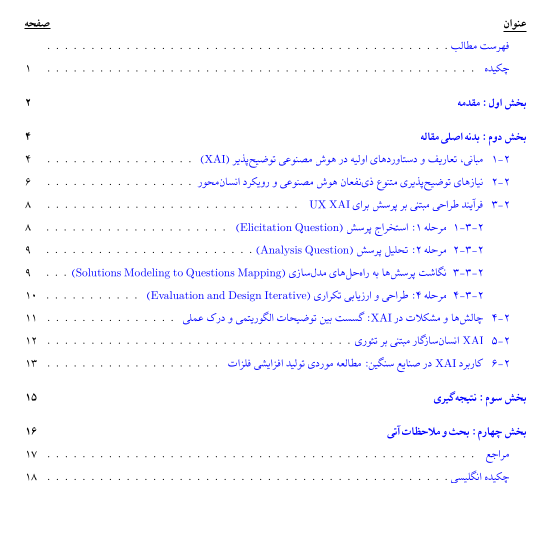 عنوان صفحه
فهرست مطالب
چکیده ۱
بخش اول : مقدمه ۲
بخش دوم : بدنه اصلی مقاله ۴
۱-۲ مبانی، تعاریف و دستاوردهای اولیه در هوش مصنوعی توضیح‌پذیر (XAI) ۴
۲-۲ نیازهای توضیح‌پذیری متنوع ذی‌نفعان هوش مصنوعی و رویکرد انسان‌محور ۶
۳-۲ فرآیند طراحی مبتنی بر پرسش برای UX XAI ۸
۱-۳-۲ مرحله ۱: استخراج پرسش (Elicitation Question) ۸
۲-۳-۲ مرحله ۲: تحلیل پرسش (Analysis Question) ۹
۳-۳-۲ نگاشت پرسش‌ها به راه‌حل‌های مدل‌سازی (Solutions Modeling to Questions Mapping) ۹
۴-۳-۲ مرحله ۴: طراحی و ارزیابی تکراری (Evaluation and Design Iterative) ۱۰
۴-۲ چالش‌ها و مشکلات در XAI: گسست بین توضیحات الگوریتمی و درک عملی ۱۱
۵-۲ XAI انسان‌سازگار مبتنی بر تئوری ۱۲
۶-۲ کاربرد XAI در صنایع سنگین: مطالعه موردی تولید افزایشی فلزات ۱۳
بخش سوم : نتیجه‌گیری ۱۵
بخش چهارم : بحث و ملاحظات آتی ۱۶
مراجع ۱۷
چکیده انگلیسی ۱۸